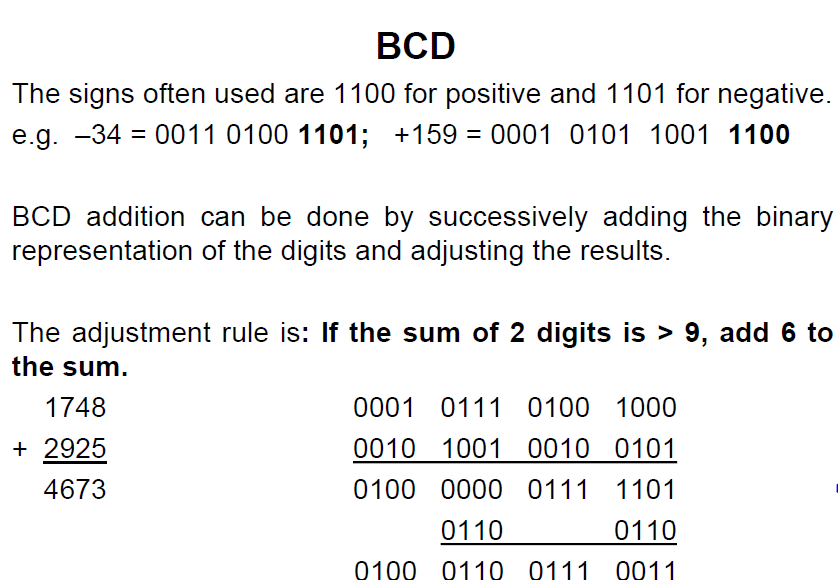 BCD
The signs often used are 1100 for positive and 1101 for negative.
e.g. –34 = 0011 0100 1101; +159 = 0001 0101 1001 1100
BCD addition can be done by successively adding the binary
representation of the digits and adjusting the results.
The adjustment rule is: If the sum of 2 digits is > 9, add 6 to
the sum.
1748 0001 0111 0100 1000
+ 2925 0010 1001 0010 0101
4673 0100 0000 0111 1101
0110 0110
0100 0110 0111 0011